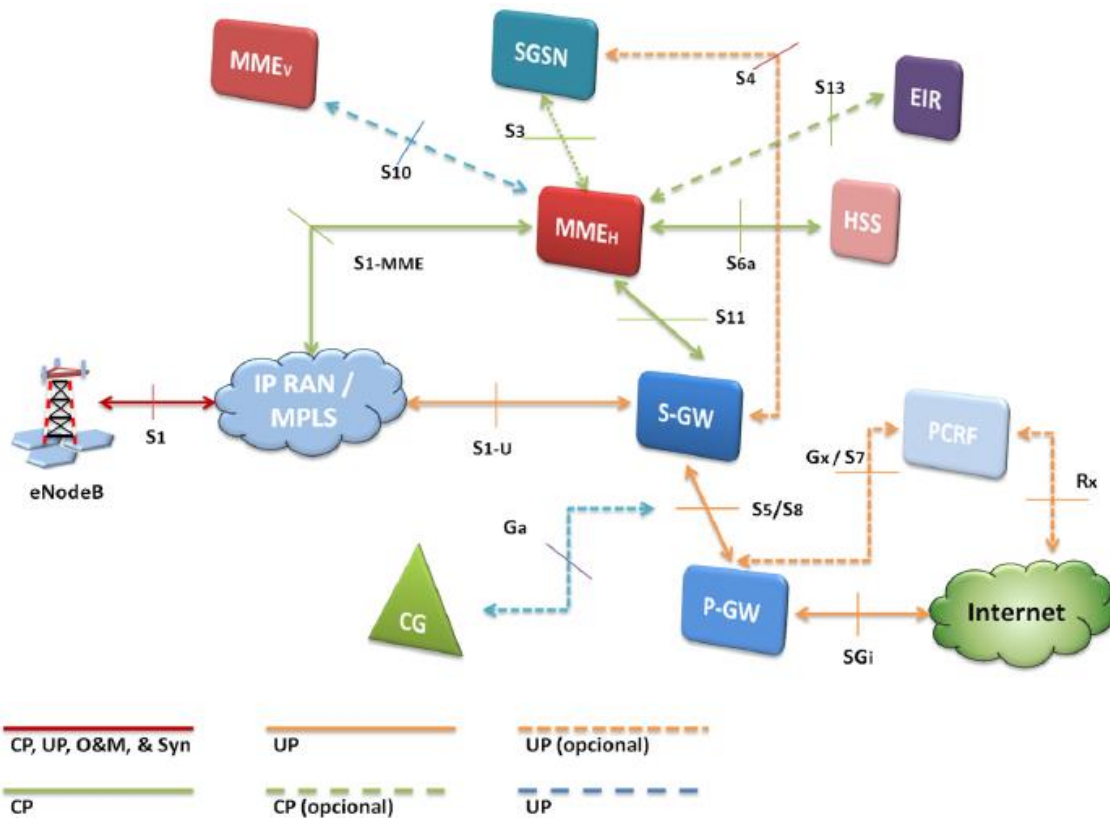 MMEV
SGSN
S4
S13
EIR
S3
S10
MMEH
HSS
S1-MME
S6a
S11
IP RAN /
MPLS
S-GW
PCRF
S1
S1-U
Gx / S7
Rx
eNodeB
S5/S8
Ga
P-GW
Internet
CG
SGi
CP, UP, O&M, & Syn
UP
UP (opcional)
CP
CP (opcional)
UP